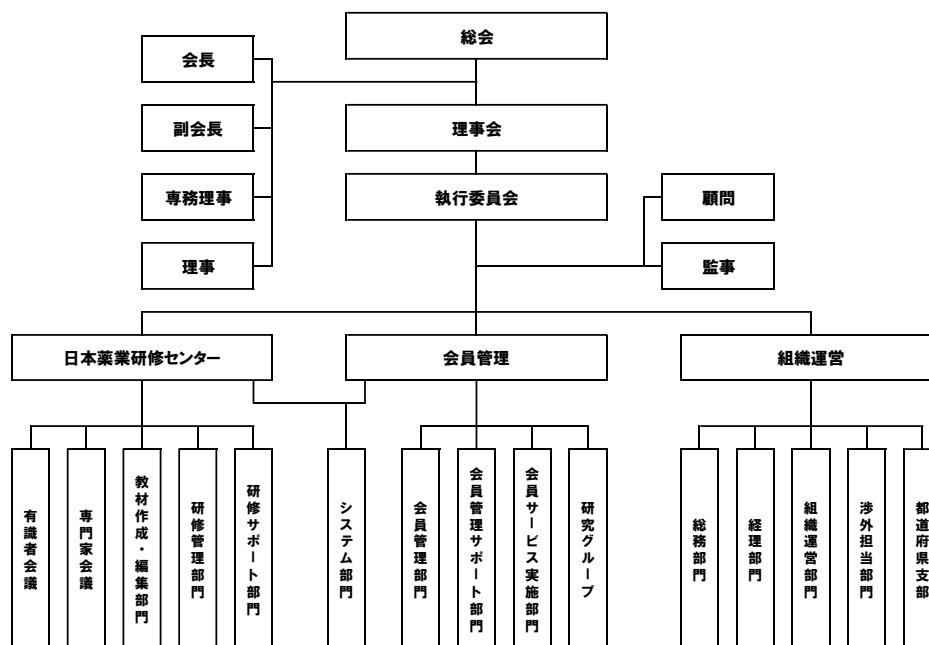 総会
会長
副会長
理事会
専務理事
執行委員会
顧問
理事
監事
日本薬業研修センター
会員管理
組織運営
有識者会議
専門家会議
教材作成・編集部門
研修管理部門
研修サポート部門
システム部門
会員管理部門
会員管理サポート部門
会員サービス実施部門
研究グループ
総務部門
経理部門
組織運営部門
渉外担当部門
都道府県支部